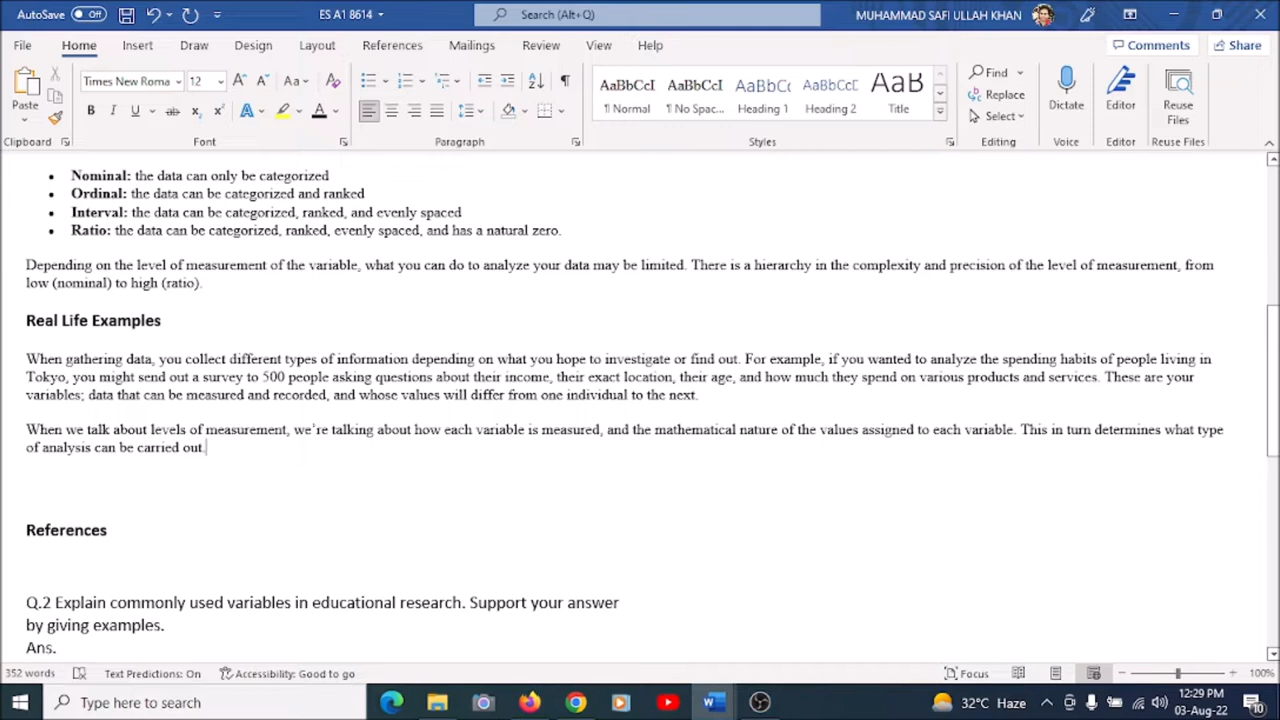 AutoSave Off ES A1 8614 Search (Alt+Q) MUHAMMAD SAFI ULLAH KHAN
File Home Insert Draw Design Layout References Mailings Review View Help Comments Share
Paste Times New Roma 12 Aa AaBbCcI AaBbCcI AaBbCc AaBbCcC AaB Find Replace Select Dictate Editor Reuse Files
¶ Normal ¶ No Spac... Heading 1 Heading 2 Title
Clipboard Font Paragraph Styles Editing Voice Editor Reuse Files
• Nominal: the data can only be categorized
• Ordinal: the data can be categorized and ranked
• Interval: the data can be categorized, ranked, and evenly spaced
• Ratio: the data can be categorized, ranked, evenly spaced, and has a natural zero.
Depending on the level of measurement of the variable, what you can do to analyze your data may be limited. There is a hierarchy in the complexity and precision of the level of measurement, from
low (nominal) to high (ratio).
Real Life Examples
When gathering data, you collect different types of information depending on what you hope to investigate or find out. For example, if you wanted to analyze the spending habits of people living in
Tokyo, you might send out a survey to 500 people asking questions about their income, their exact location, their age, and how much they spend on various products and services. These are your
variables; data that can be measured and recorded, and whose values will differ from one individual to the next.
When we talk about levels of measurement, we're talking about how each variable is measured, and the mathematical nature of the values assigned to each variable. This in turn determines what type
of analysis can be carried out.
References
Q.2 Explain commonly used variables in educational research. Support your answer
by giving examples.
Ans.
352 words Text Predictions: On Accessibility: Good to go Focus 100%
Type here to search 32°C Haze 12:29 PM
03-Aug-22 10